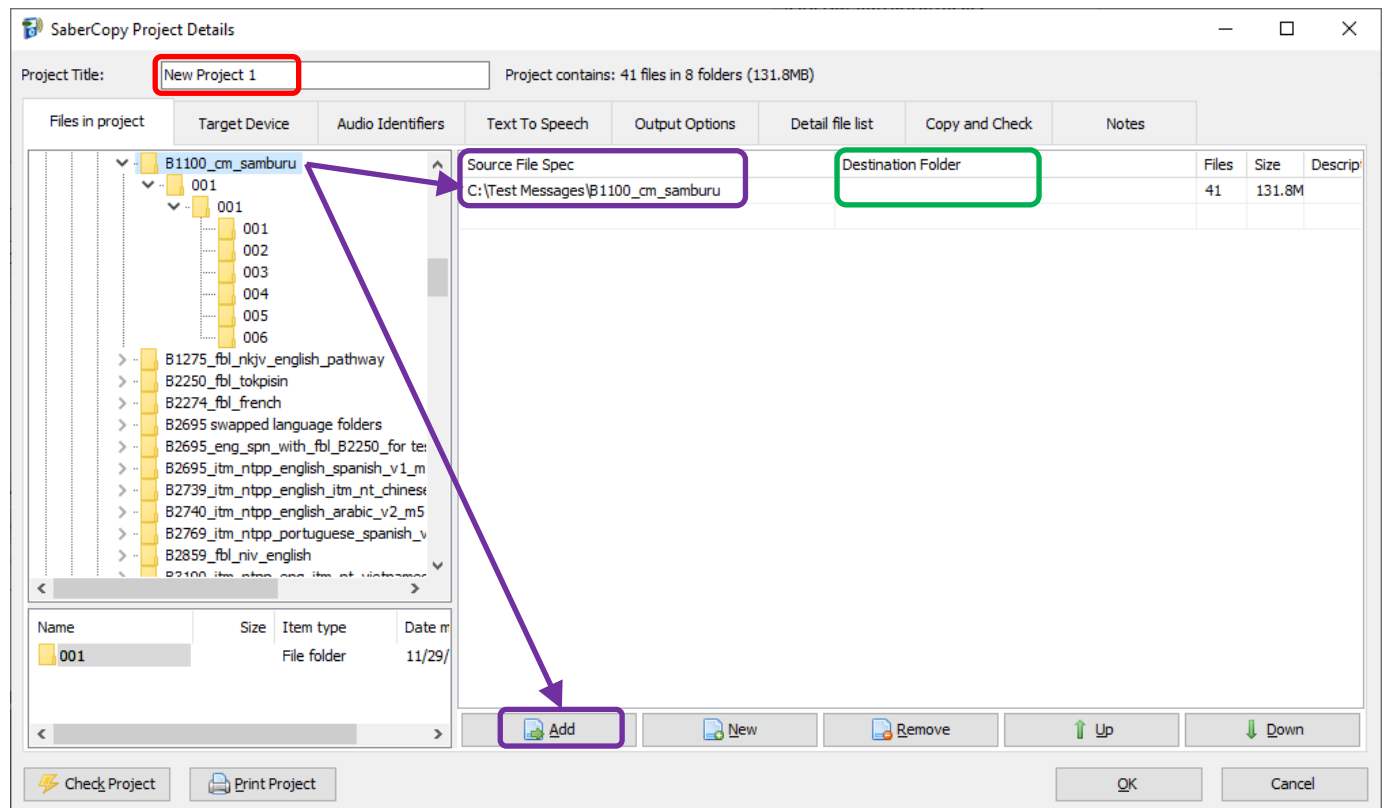 SaberCopy Project Details
Project Title: New Project 1 Project contains: 41 files in 8 folders (131.8MB)
Files in project Target Device Audio Identifiers Text To Speech Output Options Detail file list Copy and Check Notes
B1100_cm_samburu
001
001
001
002
003
004
005
006
B1275_fbl_nkjv_english_pathway
B2250_fbl_tokpisin
B2274_fbl_french
B2695 swapped language folders
B2695_eng_spn_with_fbl_B2250_for te
B2695_itm_ntpp_english_spanish_v1_m
B2739_itm_ntpp_english_itm_nt_chinese
B2740_itm_ntpp_english_arabic_v2_m5
B2769_itm_ntpp_portuguese_spanish_v
B2859_fbl_niv_english
Source File Spec Destination Folder Files Size Descrip
C:\Test Messages\B1100_cm_samburu 41 131.8M
Name Size Item type Date m
001 File folder 11/29/
Add New Remove Up Down
Check Project Print Project OK Cancel